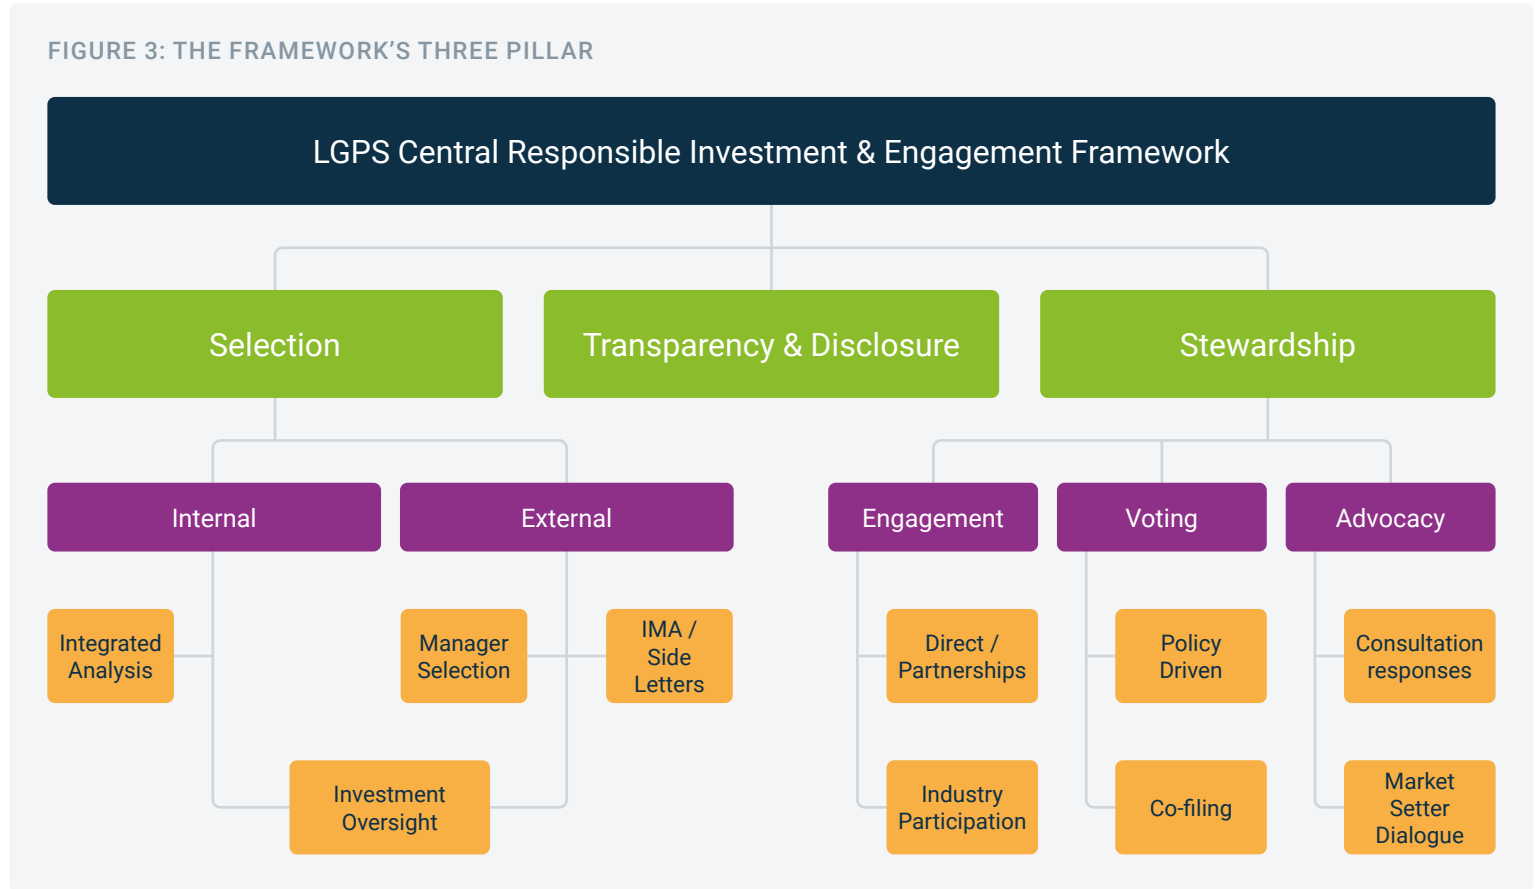 FIGURE 3: THE FRAMEWORK’S THREE PILLAR
LGPS Central Responsible Investment & Engagement Framework
Selection
Transparency & Disclosure
Stewardship
Internal
External
Engagement
Voting
Advocacy
Integrated
Analysis
Manager
Selection
IMA /
Side
Letters
Direct /
Partnerships
Policy
Driven
Consultation
responses
Investment
Oversight
Industry
Participation
Co-filing
Market
Setter
Dialogue